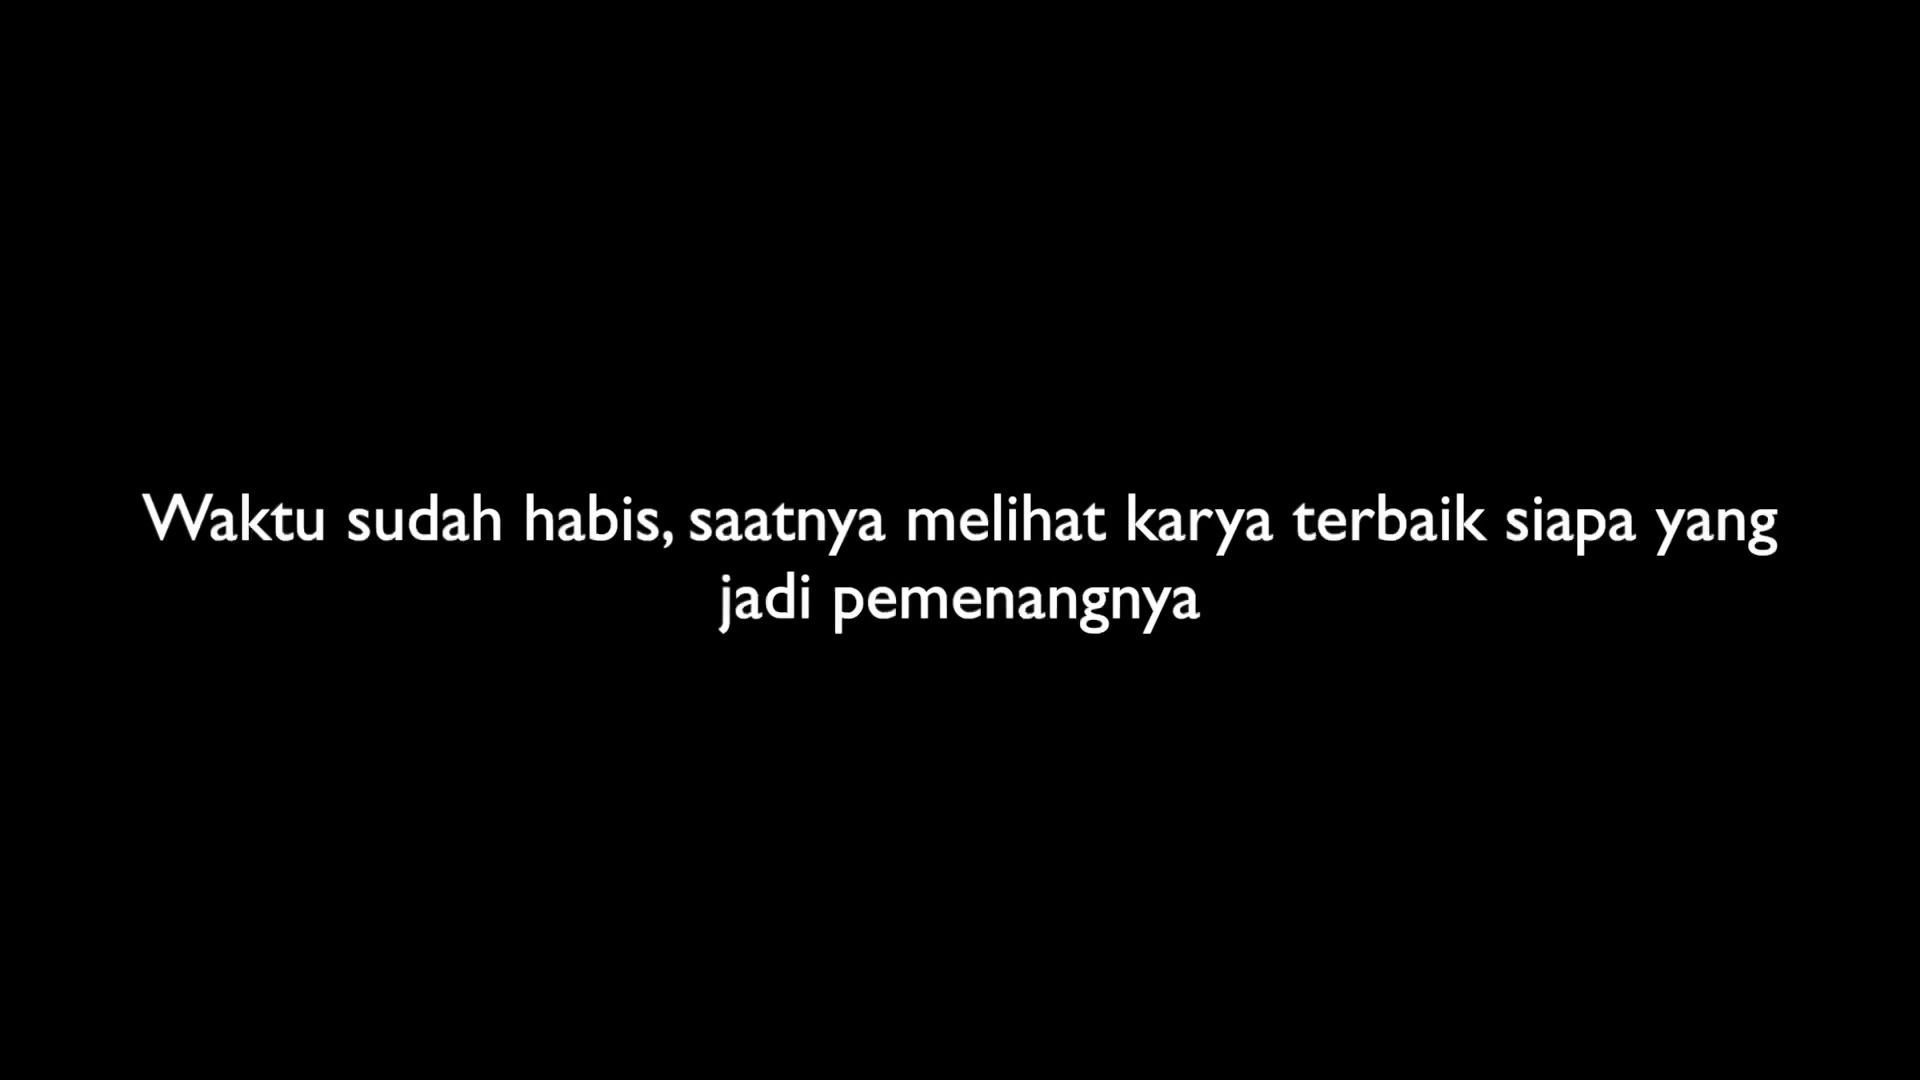 Waktu sudah habis, saatnya melihat karya terbaik siapa yang
jadi pemenangnya